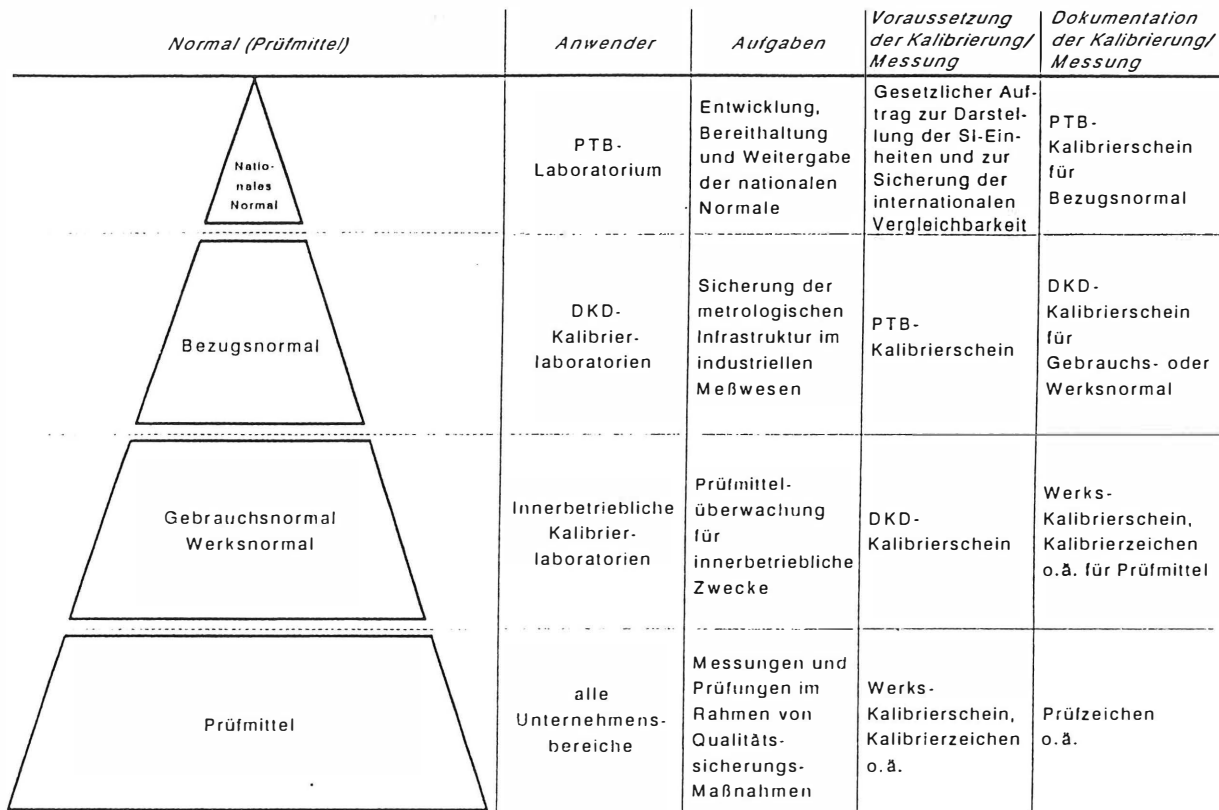 Normal (Prüfmittel)
Anwender
Aufgaben
Voraussetzung
der Kalibrierung/
Messung
Dokumentation
der Kalibrierung/
Messung
Natio-
nales
Normal
PTB-
Laboratorium
Entwicklung,
Bereithaltung
und Weitergabe
der nationalen
Normale
Gesetzlicher Auf-
trag zur Darstel-
lung der SI-Ein-
heiten und zur
Sicherung der
internationalen
Vergleichbarkeit
PTB-
Kalibrierschein
für
Bezugsnormal
Bezugsnormal
DKD-
Kalibrier-
laboratorien
Sicherung der
metrologischen
Infrastruktur im
industriellen
Meßwesen
PTB-
Kalibrierschein
DKD-
Kalibrierschein
für
Gebrauchs- oder
Werksnormal
Gebrauchsnormal
Werksnormal
Innerbetriebliche
Kalibrier-
laboratorien
Prüfmittel-
überwachung
für
innerbetriebliche
Zwecke
DKD-
Kalibrierschein
Werks-
Kalibrierschein,
Kalibrierzeichen
o.ä. für Prüfmittel
Prüfmittel
alle
Unternehmens-
bereiche
Messungen und
Prüfungen im
Rahmen von
Qualitäts-
sicherungs-
Maßnahmen
Werks-
Kalibrierschein,
Kalibrierzeichen
o.ä.
Prüfzeichen
o.ä.